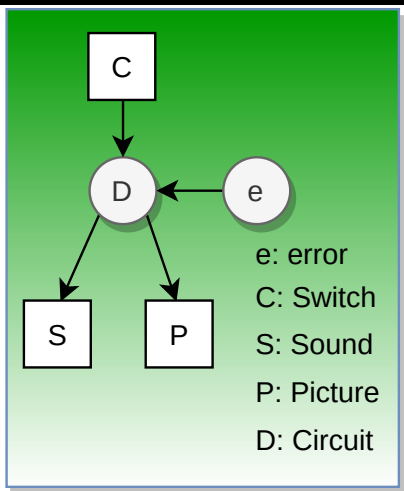 C
D
e
e: error
C: Switch
S
P
S: Sound
P: Picture
D: Circuit